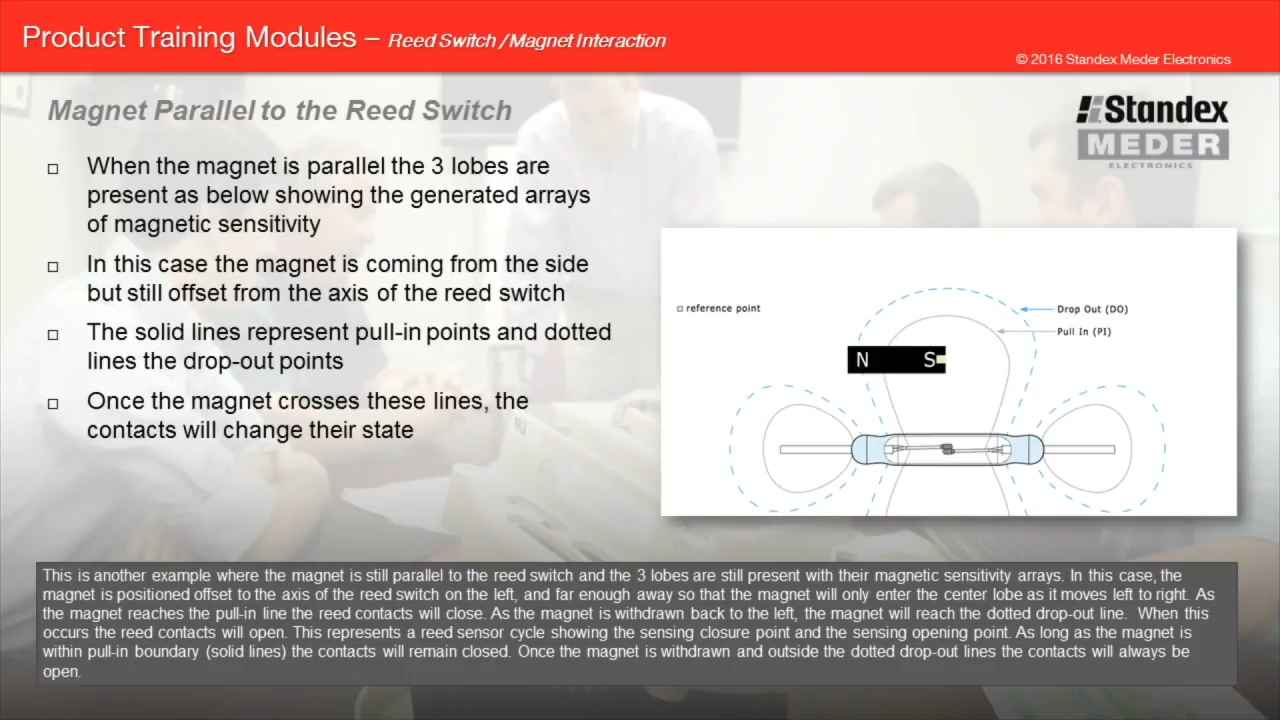 Product Training Modules – Reed Switch / Magnet Interaction
© 2016 Standex Meder Electronics
Magnet Parallel to the Reed Switch
Standex
MEDER
ELECTRONICS
When the magnet is parallel the 3 lobes are
present as below showing the generated arrays
of magnetic sensitivity
In this case the magnet is coming from the side
but still offset from the axis of the reed switch
The solid lines represent pull-in points and dotted
lines the drop-out points
Once the magnet crosses these lines, the
contacts will change their state
reference point
Drop Out (DO)
Pull In (PI)
N S
This is another example where the magnet is still parallel to the reed switch and the 3 lobes are still present with their magnetic sensitivity arrays. In this case, the
magnet is positioned offset to the axis of the reed switch on the left, and far enough away so that the magnet will only enter the center lobe as it moves left to right. As
the magnet reaches the pull-in line the reed contacts will close. As the magnet is withdrawn back to the left, the magnet will reach the dotted drop-out line. When this
occurs the reed contacts will open. This represents a reed sensor cycle showing the sensing closure point and the sensing opening point. As long as the magnet is
within pull-in boundary (solid lines) the contacts will remain closed. Once the magnet is withdrawn and outside the dotted drop-out lines the contacts will always be
open.